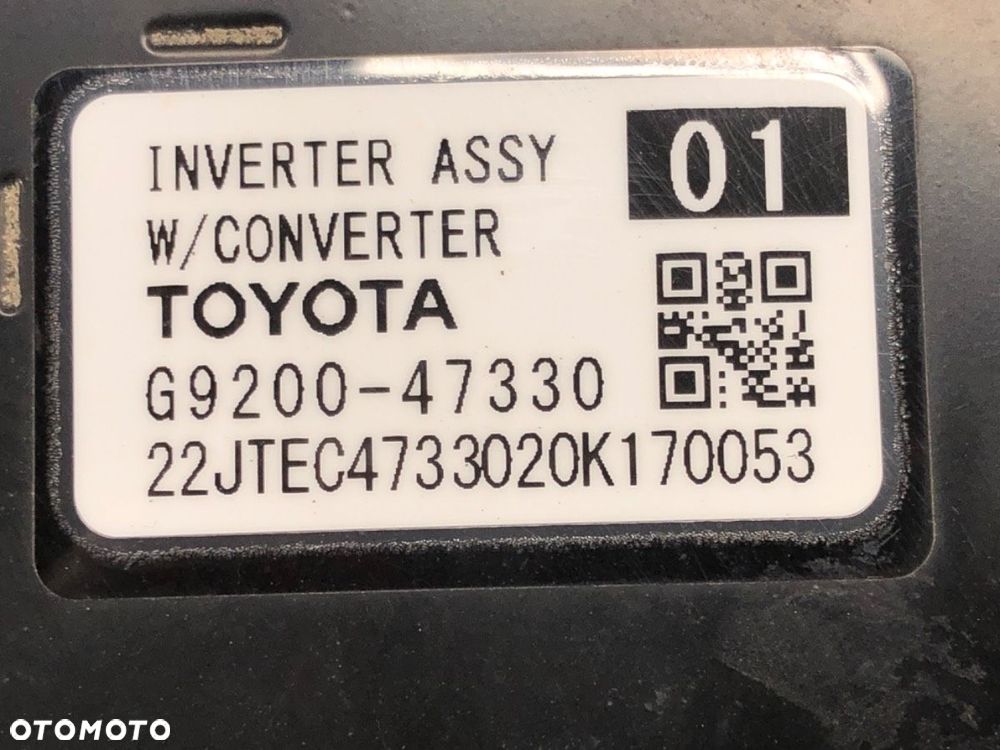 INVERTER ASSY 01
W/CONVERTER
TOYOTA
G9200-47330
22JTEC4733020K170053
OTOMOTO